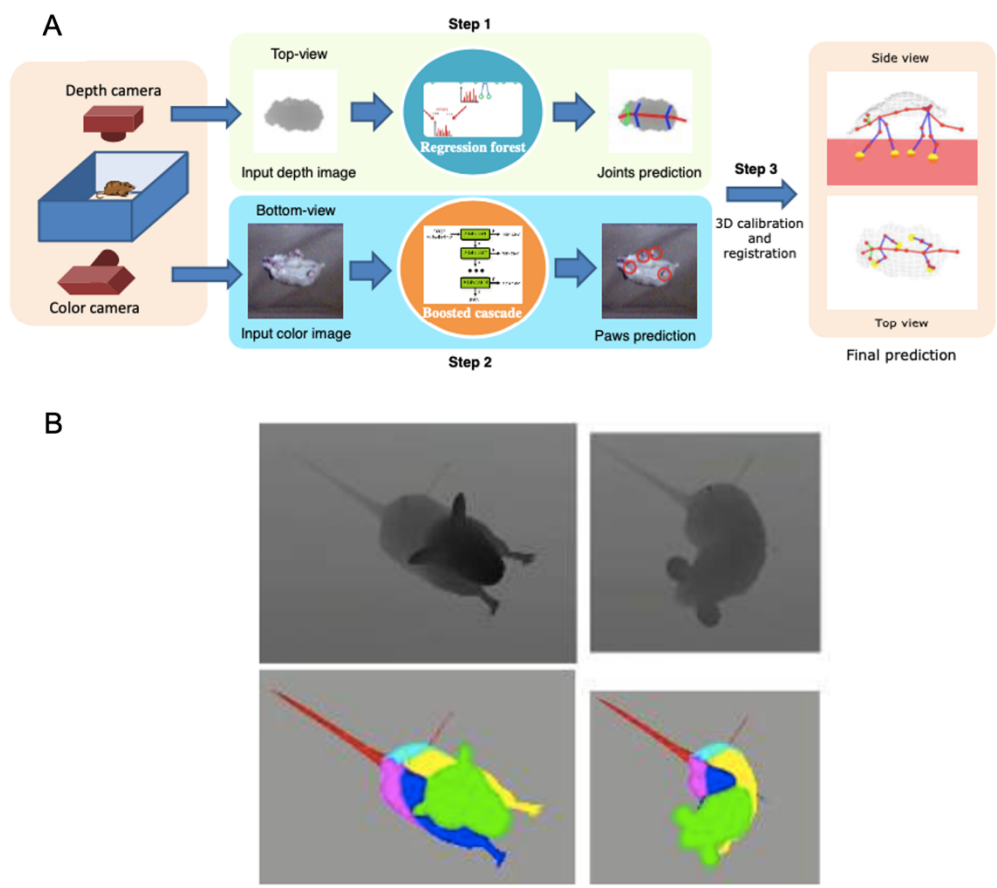 A
Step 1
Depth camera
Top-view
Input depth image
Regression forest
Joints prediction
Color camera
Bottom-view
Input color image
Boosted cascade
Paws prediction
Step 2
Step 3
3D calibration
and
registration
Side view
Top view
Final prediction
B